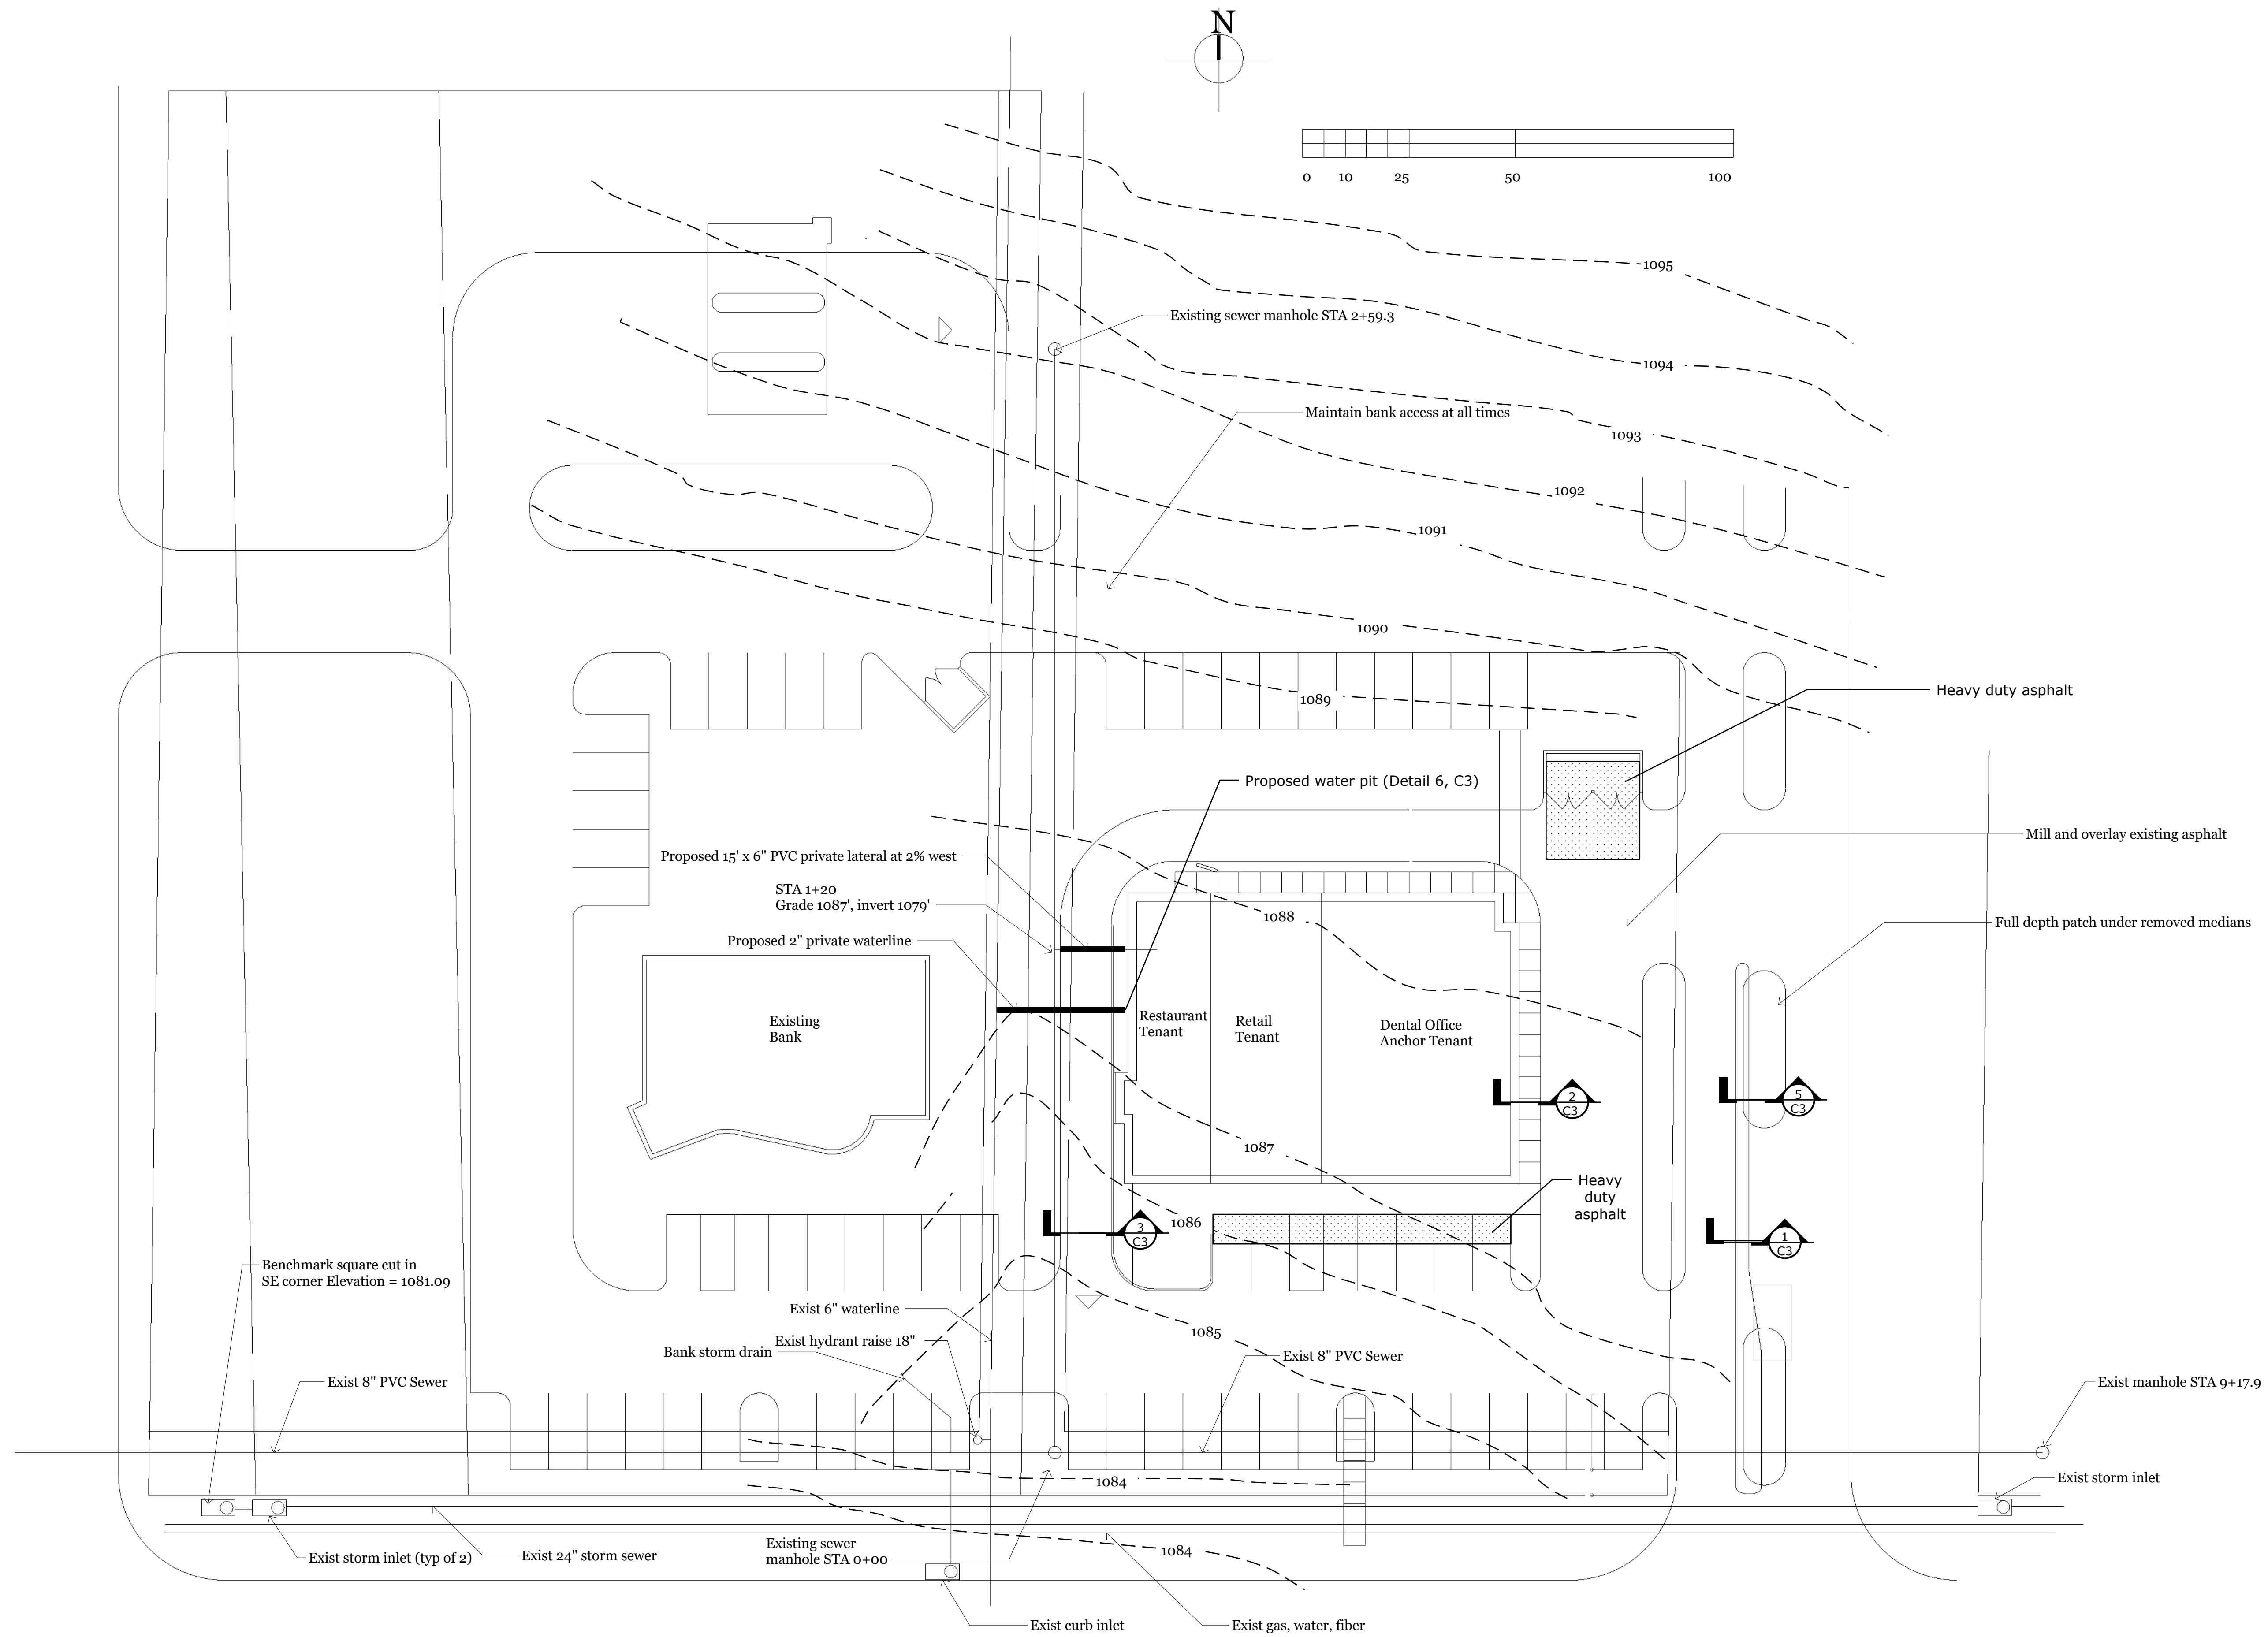 N
0 10 25 50 100
1095
Existing sewer manhole STA 2+59.3
1094
Maintain bank access at all times
1093
1092
1091
1090
Heavy duty asphalt
1089
Proposed water pit (Detail 6, C3)
Mill and overlay existing asphalt
Proposed 15' x 6" PVC private lateral at 2% west
STA 1+20
Grade 1087', invert 1079'
1088
Full depth patch under removed medians
Proposed 2" private waterline
Existing
Bank
Restaurant
Tenant
Retail
Tenant
Dental Office
Anchor Tenant
2
C3
5
C3
1087
Heavy
duty
asphalt
1086
3
C3
1
C3
Benchmark square cut in
SE corner Elevation = 1081.09
Exist 6" waterline
1085
Exist hydrant raise 18"
Bank storm drain
Exist 8" PVC Sewer
Exist 8" PVC Sewer
Exist manhole STA 9+17.9
1084
Exist storm inlet
Existing sewer
manhole STA 0+00
1084
Exist storm inlet (typ of 2)
Exist 24" storm sewer
Exist curb inlet
Exist gas, water, fiber